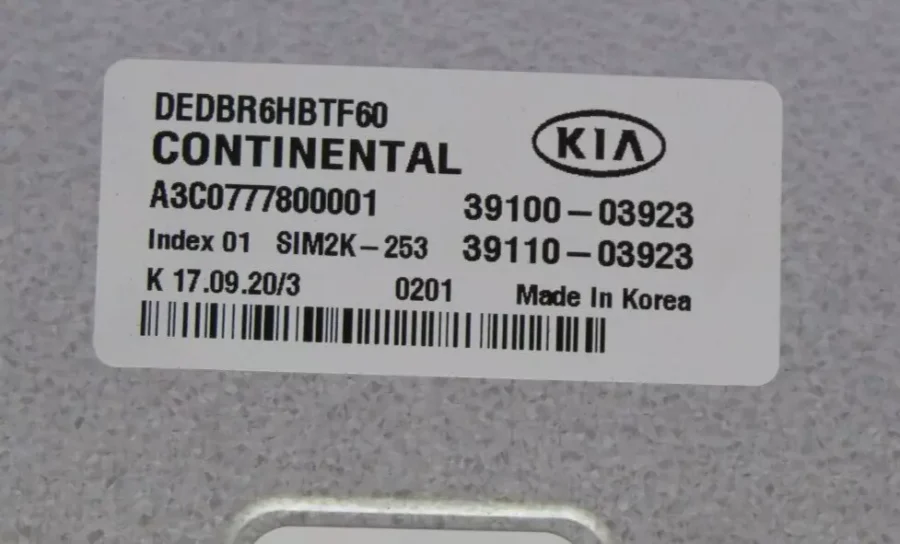 DEDBR6HBTF60
CONTINENTAL
KIA
A3C0777800001 39100-03923
Index 01 SIM2K-253 39110-03923
K 17.09.20/3 0201 Made In Korea